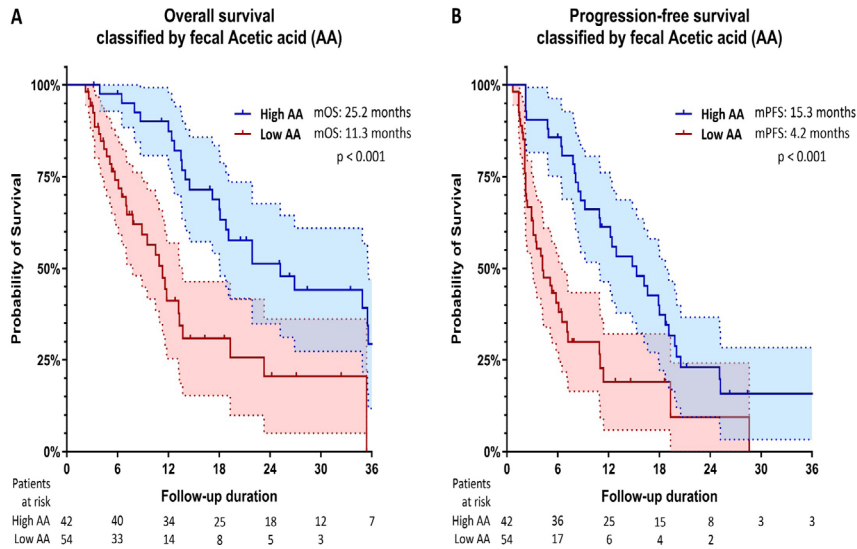 A
Overall survival
classified by fecal Acetic acid (AA)
Probability of Survival
100%
75%
50%
25%
0%
High AA mOS: 25.2 months
Low AA mOS: 11.3 months
p < 0.001
0 6 12 18 24 30 36
Follow-up duration
Patients
at risk
High AA 42 40 34 25 18 12 7
Low AA 54 33 14 8 5 3
B
Progression-free survival
classified by fecal Acetic acid (AA)
Probability of Survival
100%
75%
50%
25%
0%
High AA mPFS: 15.3 months
Low AA mPFS: 4.2 months
p < 0.001
0 6 12 18 24 30 36
Follow-up duration
Patients
at risk
High AA 42 36 25 15 8 3 3
Low AA 54 17 6 4 2